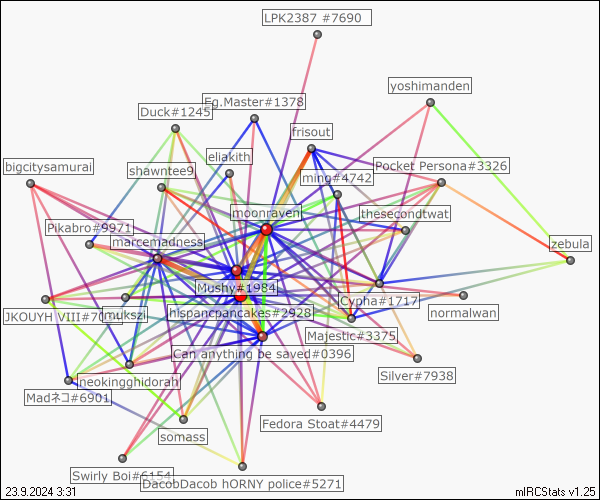 LPK2387 #7690
yoshimanden
Eg.Master#1378
Duck#1245
frisout
eliakith
bigcitysamurai
shawntee9
ming#4742
Pocket Persona#3326
moonraven
thesecondtwat
Pikabro#9971
marcemadness
zebula
Mushy#1984
Cypha#1717
JKOUYH VIII#70
mukszi
hispancpancakes#2928
normalwan
Majestic#3375
Can anything be saved#0396
neokingghidorah
Silver#7938
Madネコ#6901
Fedora Stoat#4479
somass
Swirly Boi#6154
DacobDacob hORNY police#5271
23.9.2024 3:31
mIRCStats v1.25